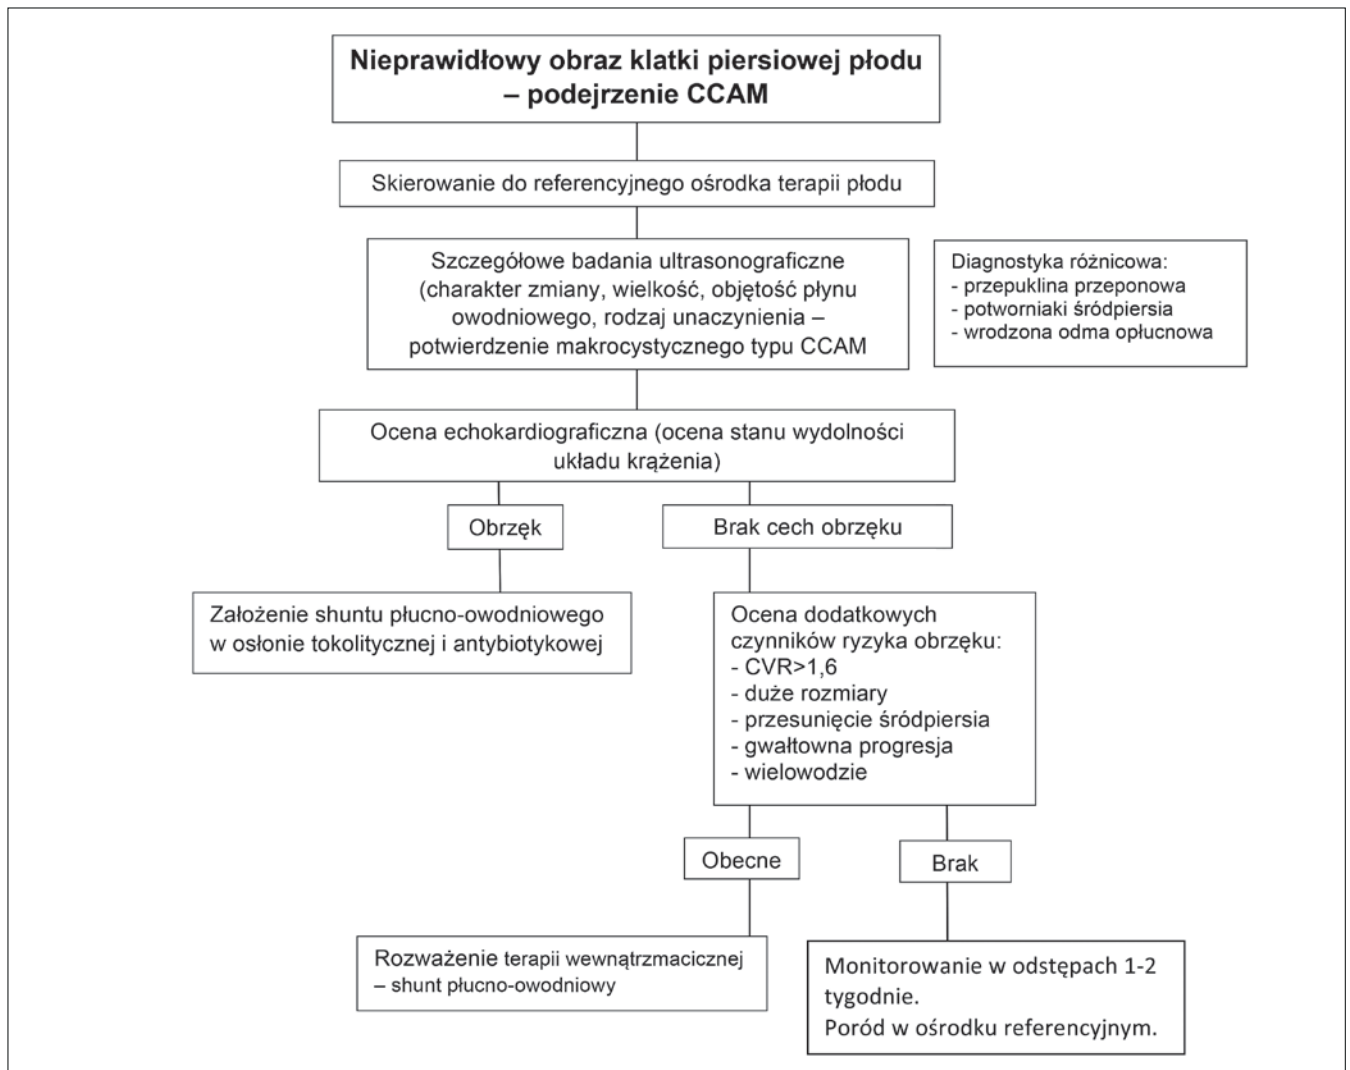 Nieprawidłowy obraz klatki piersiowej płodu
– podejrzenie CCAM
Skierowanie do referencyjnego ośrodka terapii płodu
Szczegółowe badania ultrasonograficzne
(charakter zmiany, wielkość, objętość płynu
owodniowego, rodzaj unaczynienia –
potwierdzenie makrocystycznego typu CCAM
Diagnostyka różnicowa:
- przepuklina przeponowa
- potworniaki śródpiersia
- wrodzona odma opłucnowa
Ocena echokardiograficzna (ocena stanu wydolności
układu krążenia)
Obrzęk
Brak cech obrzęku
Założenie shuntu płucno-owodniowego
w osłonie tokolitycznej i antybiotykowej
Ocena dodatkowych
czynników ryzyka obrzęku:
- CVR>1,6
- duże rozmiary
- przesunięcie śródpiersia
- gwałtowna progresja
- wielowodzie
Obecne
Brak
Rozważenie terapii wewnątrzmacicznej
– shunt płucno-owodniowy
Monitorowanie w odstępach 1-2
tygodnie.
Poród w ośrodku referencyjnym.